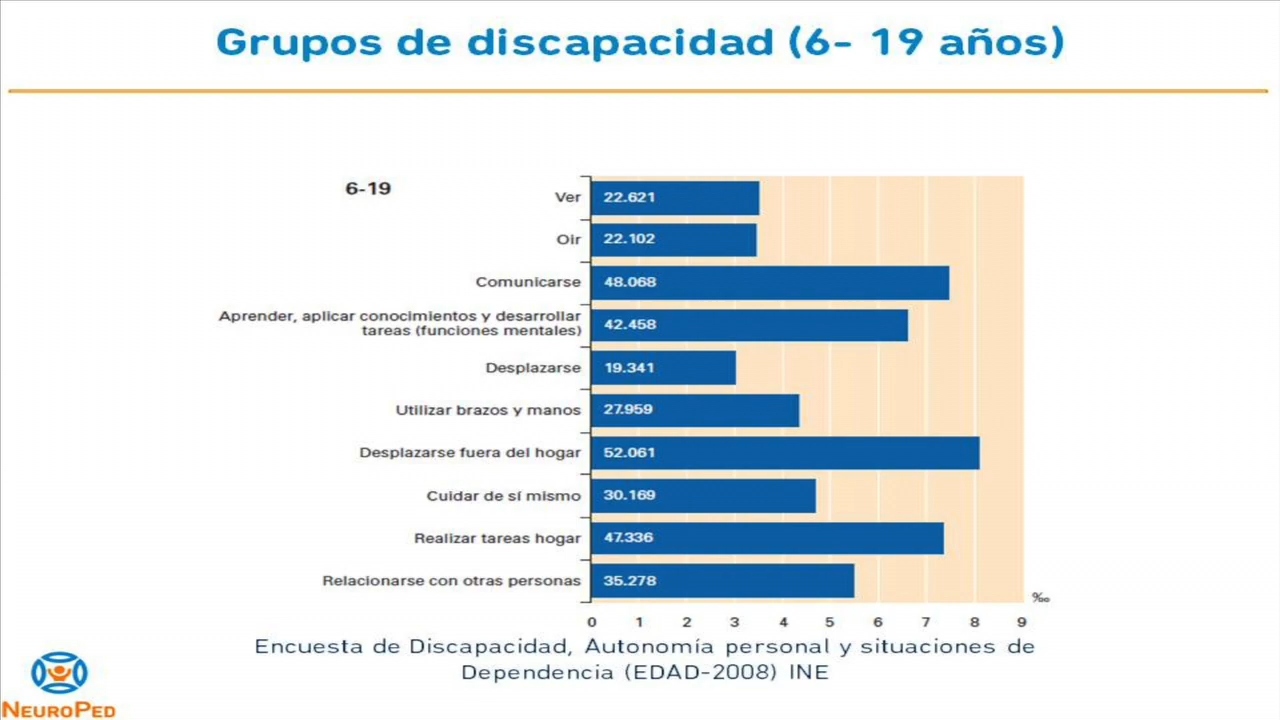 Grupos de discapacidad (6- 19 años)
6-19
Ver 22.621
Oir 22.102
Comunicarse 48.068
Aprender, aplicar conocimientos y desarrollar
tareas (funciones mentales) 42.458
Desplazarse 19.341
Utilizar brazos y manos 27.959
Desplazarse fuera del hogar 52.061
Cuidar de sí mismo 30.169
Realizar tareas hogar 47.336
Relacionarse con otras personas 35.278
‰
0 1 2 3 4 5 6 7 8 9
Encuesta de Discapacidad, Autonomía personal y situaciones de
Dependencia (EDAD-2008) INE
NEUROPED